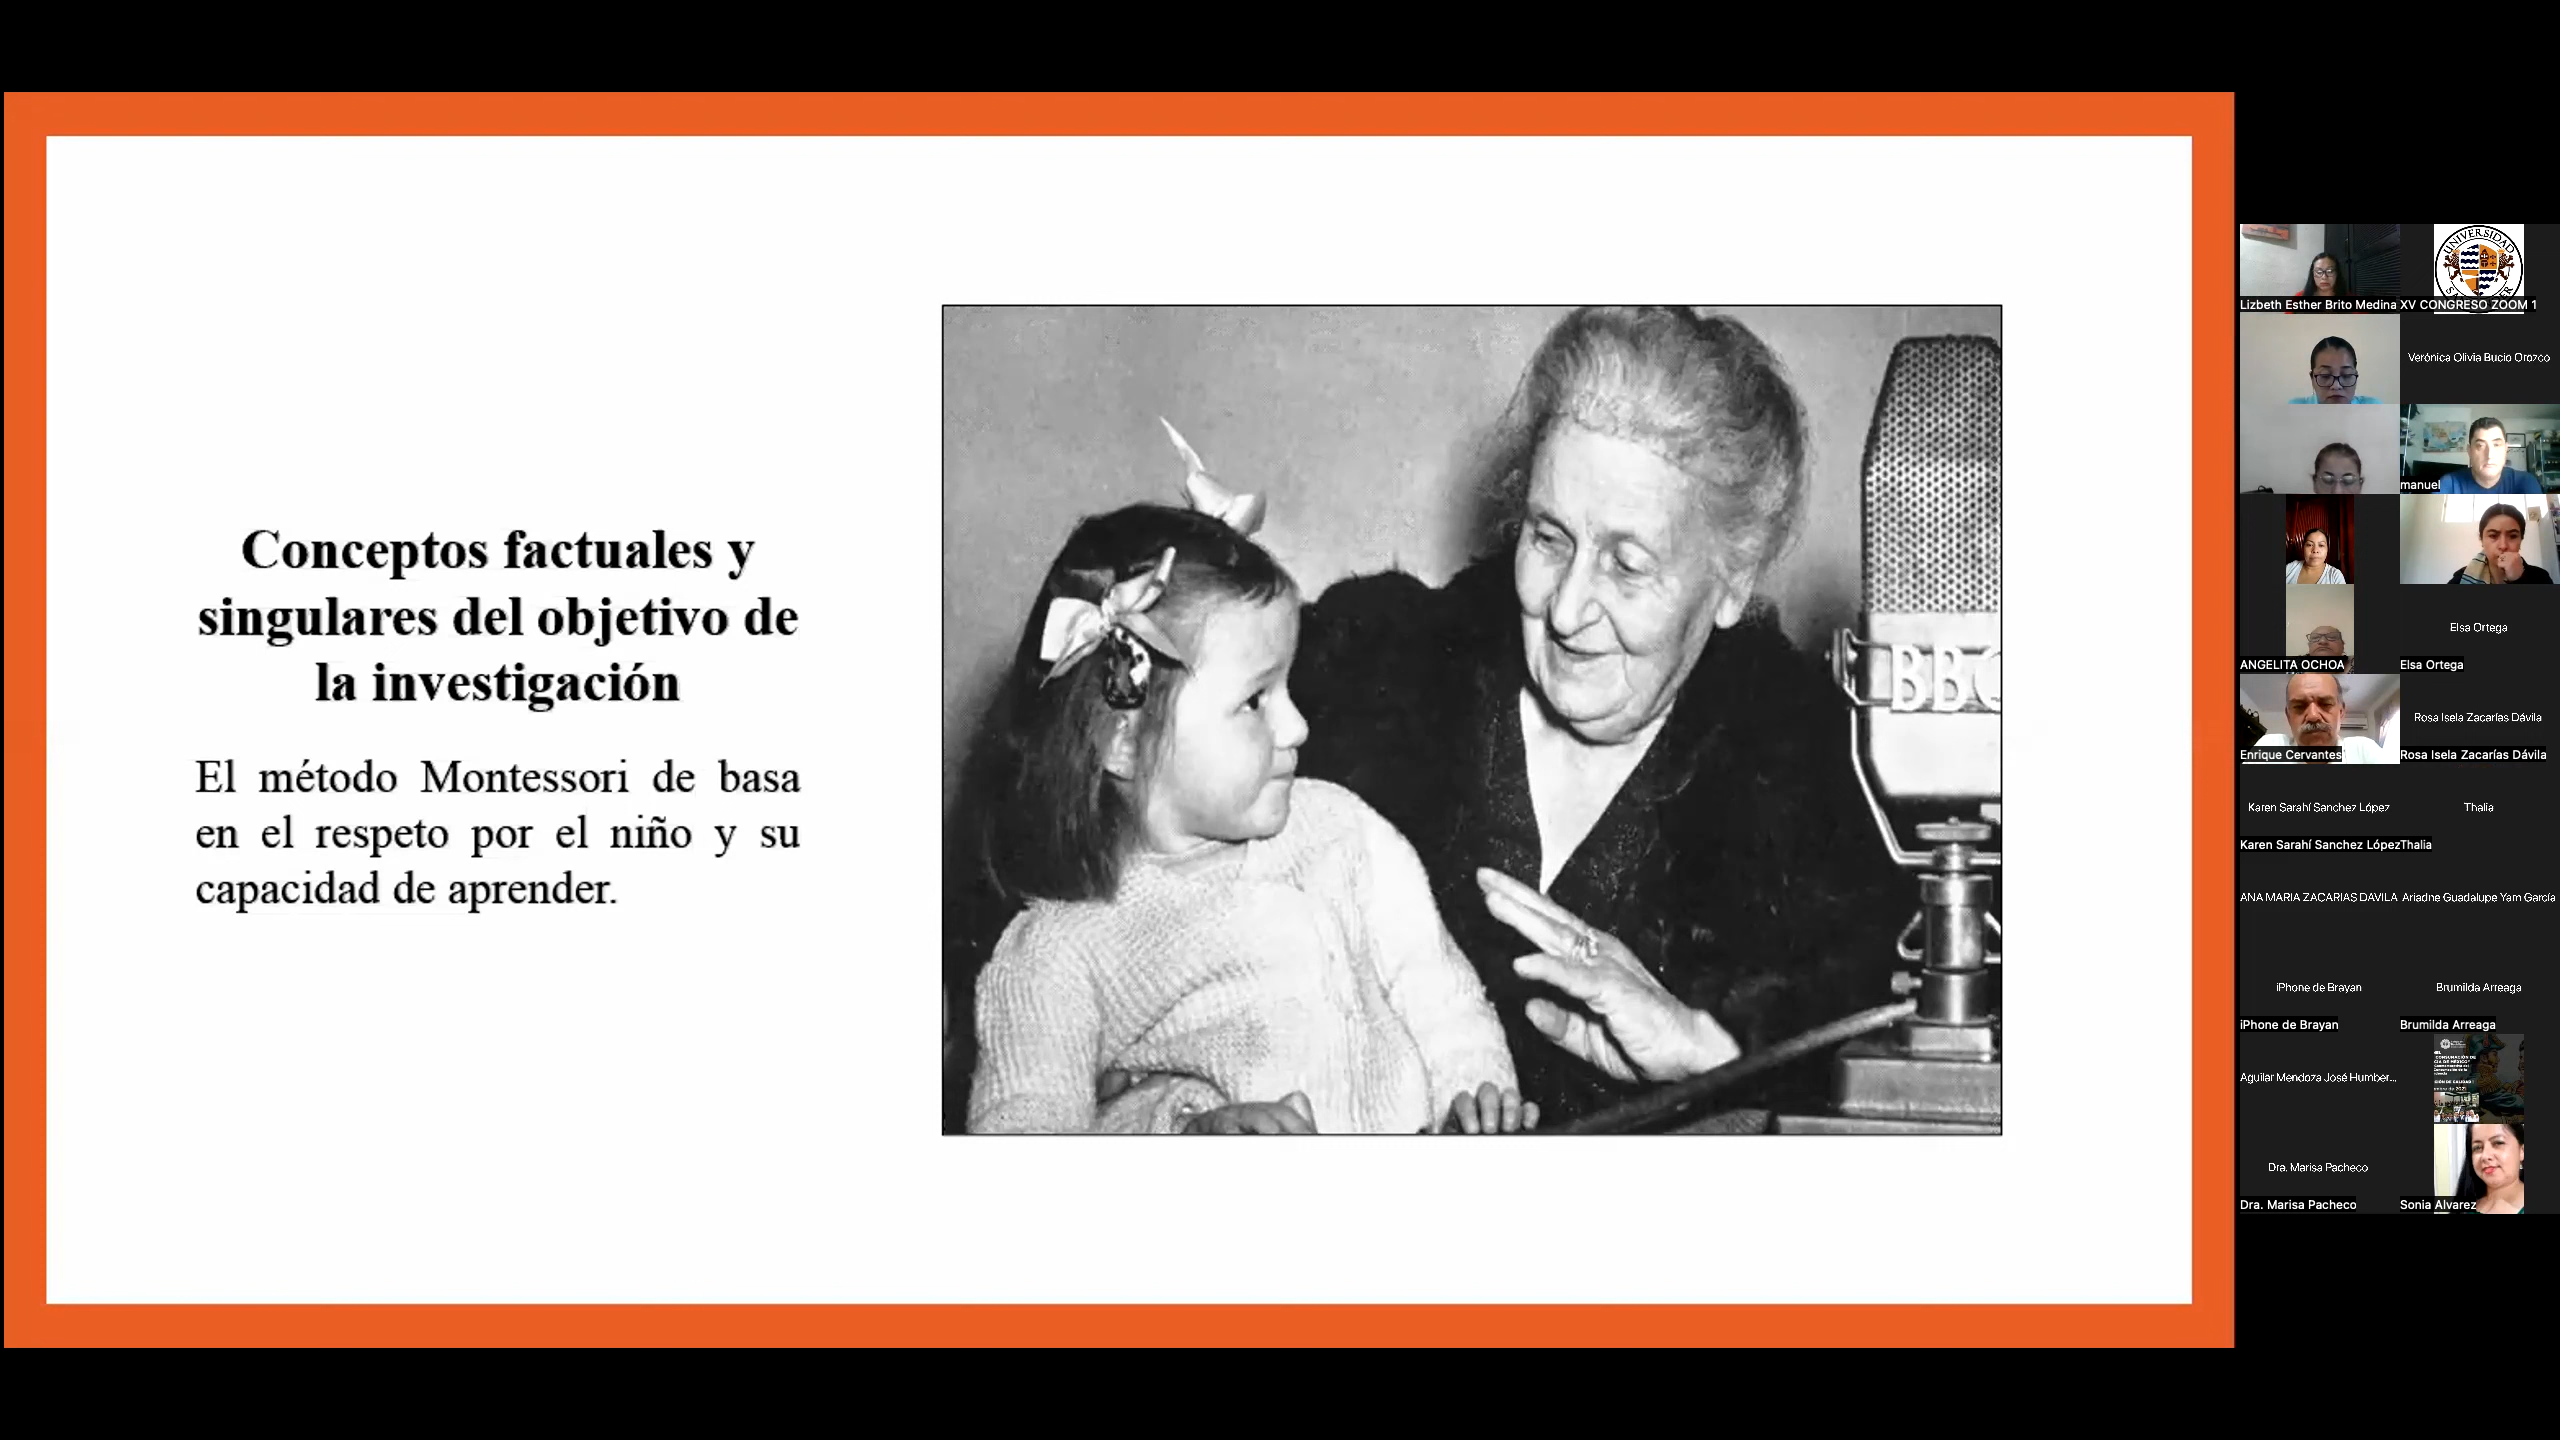 Conceptos factuales y
singulares del objetivo de
la investigación
El método Montessori de basa
en el respeto por el niño y su
capacidad de aprender.
BBC
UNIVERSIDAD
Lizbeth Esther Brito Medina
XV CONGRESO ZOOM 1
Verónica Olivia Bucio Orozco
manuel
Elsa Ortega
ANGELITA OCHOA
Elsa Ortega
Rosa Isela Zacarías Dávila
Enrique Cervantes
Rosa Isela Zacarías Dávila
Karen Sarahí Sanchez López
Thalia
Karen Sarahí Sanchez López
Thalia
ANA MARIA ZACARIAS DAVILA
Ariadne Guadalupe Yam García
iPhone de Brayan
Brumilda Arreaga
iPhone de Brayan
Brumilda Arreaga
Aguilar Mendoza José Humber...
Dra. Marisa Pacheco
Dra. Marisa Pacheco
Sonia Alvarez